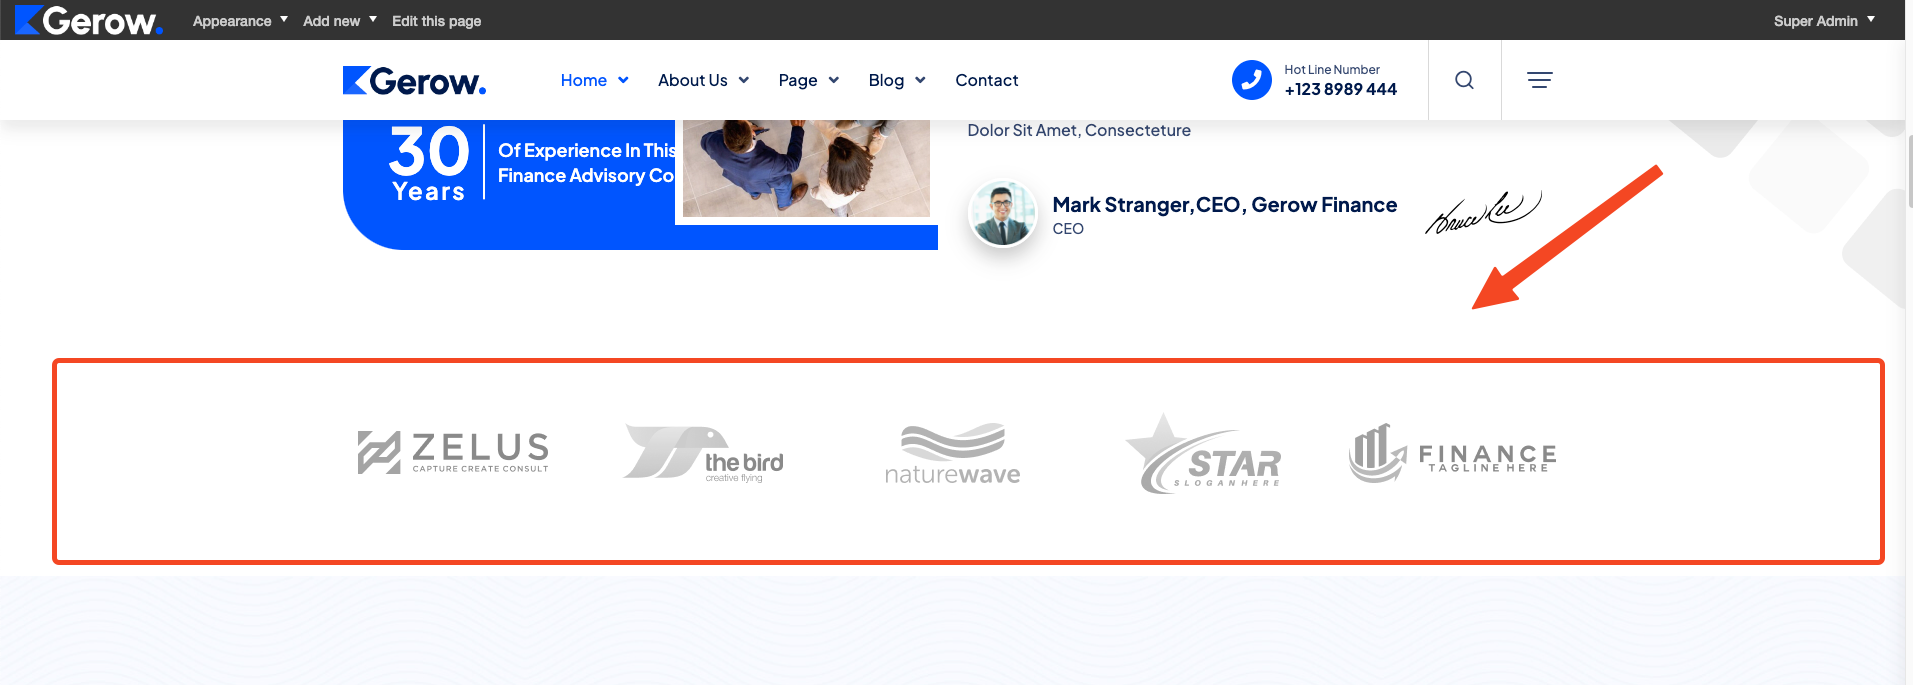 Gerow.
Appearance Add new Edit this page
Super Admin
Gerow.
Home About Us Page Blog Contact
Hot Line Number
+123 8989 444
30
Years
Of Experience In This
Finance Advisory Co
Dolor Sit Amet, Consecteture
Mark Stranger,CEO, Gerow Finance
CEO
Bruce Lee
ZELUS
CAPTURE CREATE CONSULT
the bird
creative flying
naturewave
STAR
SLOGAN HERE
FINANCE
TAGLINE HERE